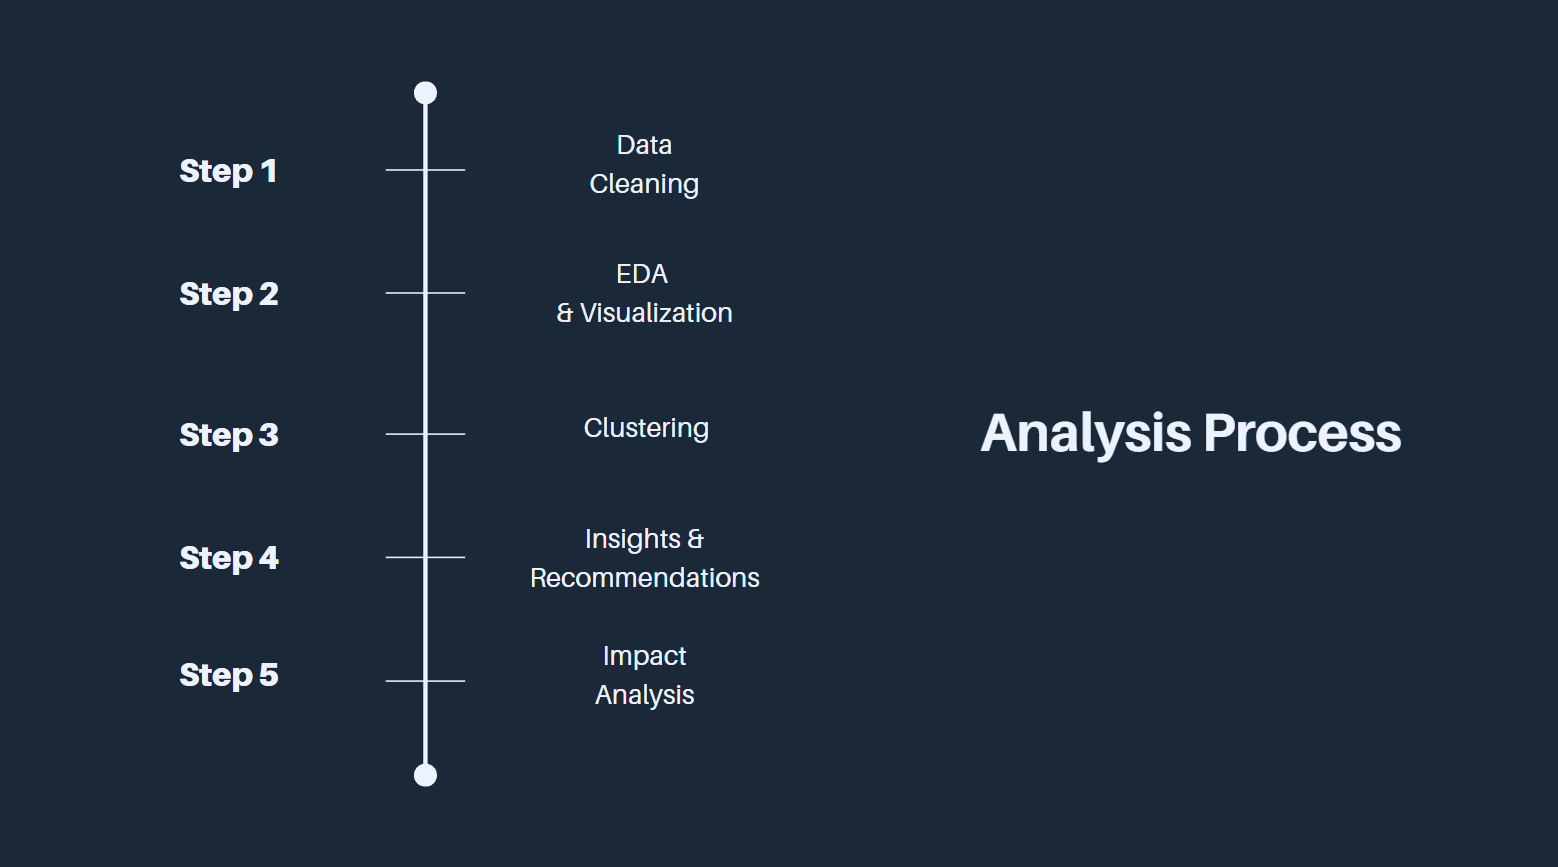 Step 1
Data
Cleaning
Step 2
EDA
& Visualization
Step 3
Clustering
Step 4
Insights &
Recommendations
Step 5
Impact
Analysis
Analysis Process